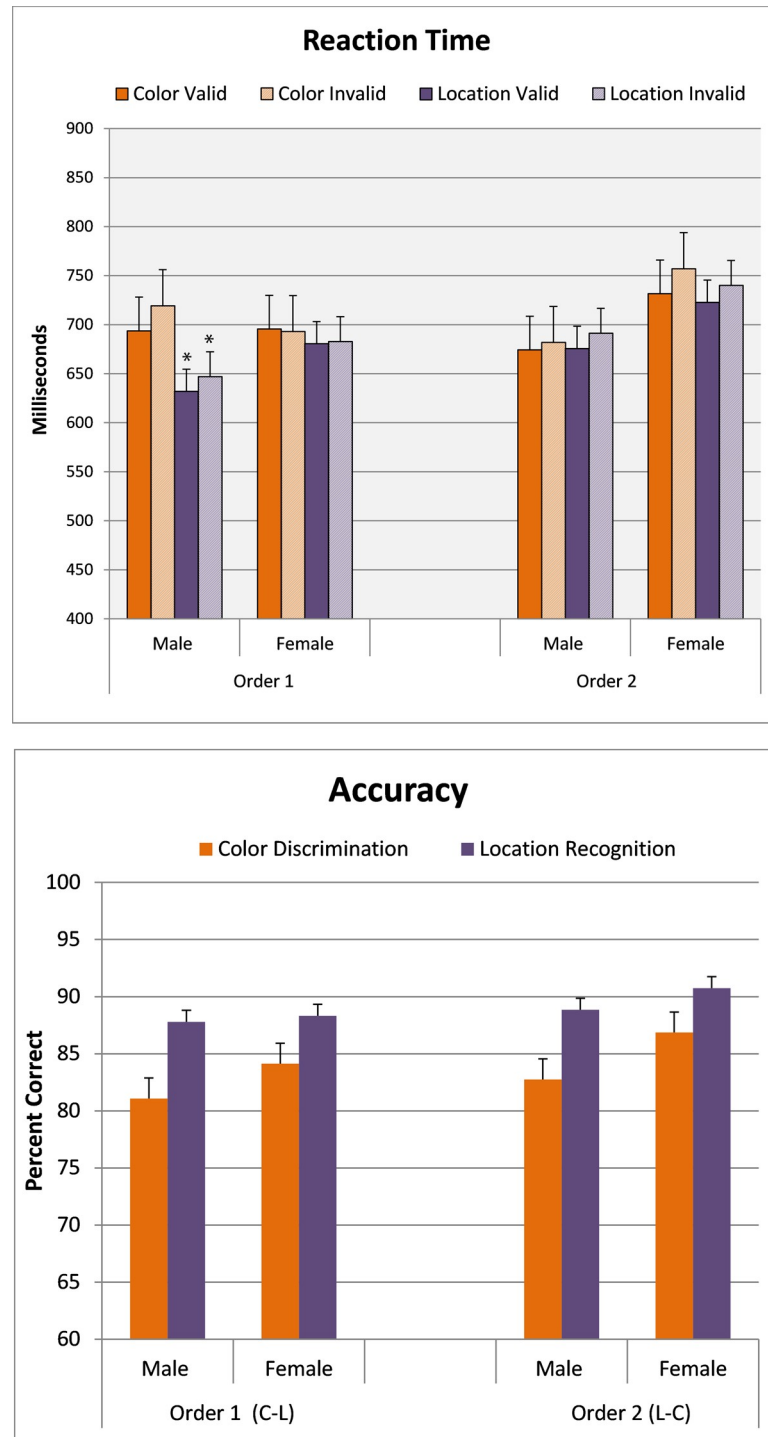 Reaction Time
Color Valid Color Invalid Location Valid Location Invalid
900
850
800
750
700
650
600
550
500
450
400
Milliseconds
* *
Male Female Male Female
Order 1 Order 2
Accuracy
Color Discrimination Location Recognition
100
95
90
85
80
75
70
65
60
Percent Correct
Male Female Male Female
Order 1 (C-L) Order 2 (L-C)